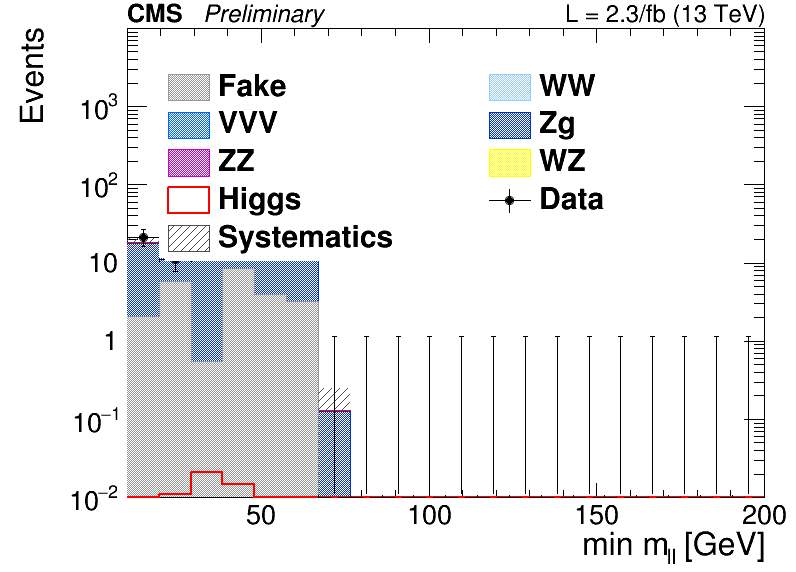 CMS Preliminary L = 2.3/fb (13 TeV)
Events
Fake WW
VVV Zg
ZZ WZ
Higgs Data
Systematics
10³
10²
10
1
10⁻¹
10⁻²
50 100 150 200
min m_ll [GeV]